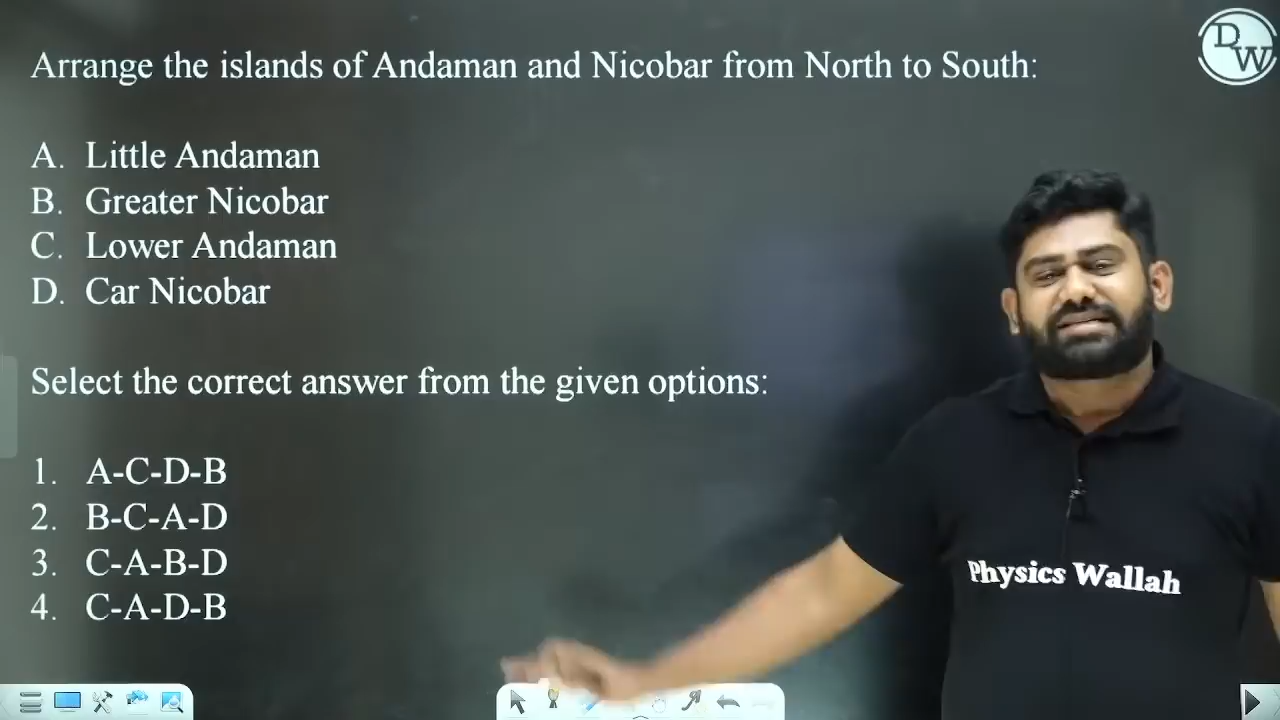 Arrange the islands of Andaman and Nicobar from North to South:
A. Little Andaman
B. Greater Nicobar
C. Lower Andaman
D. Car Nicobar
Select the correct answer from the given options:
1. A-C-D-B
2. B-C-A-D
3. C-A-B-D
4. C-A-D-B
Physics Wallah
PW